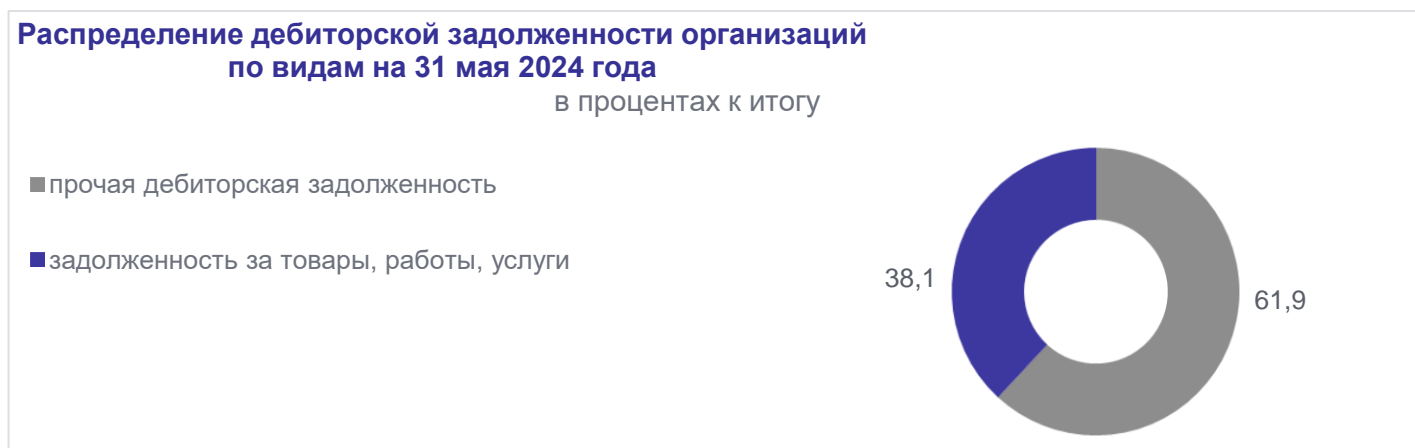 Распределение дебиторской задолженности организаций
по видам на 31 мая 2024 года
в процентах к итогу
прочая дебиторская задолженность
задолженность за товары, работы, услуги
38,1
61,9